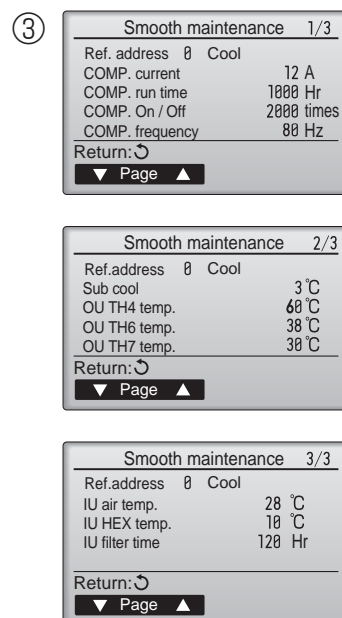 ③
Smooth maintenance 1/3
Ref. address 0 Cool
COMP. current 12 A
COMP. run time 1000 Hr
COMP. On / Off 2000 times
COMP. frequency 80 Hz
Return:↺
▼ Page ▲
Smooth maintenance 2/3
Ref.address 0 Cool
Sub cool 3℃
OU TH4 temp. 60℃
OU TH6 temp. 38℃
OU TH7 temp. 30℃
Return:↺
▼ Page ▲
Smooth maintenance 3/3
Ref.address 0 Cool
IU air temp. 28 ℃
IU HEX temp. 10 ℃
IU filter time 120 Hr
Return:↺
▼ Page ▲